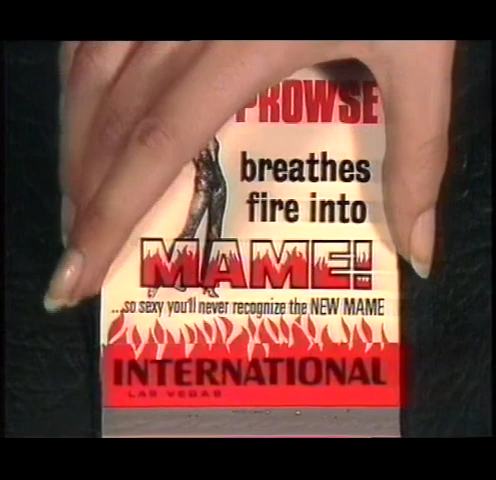 PROWSE
breathes
fire into
MAME!
...so sexy you'll never recognize the NEW MAME
INTERNATIONAL
LAS VEGAS